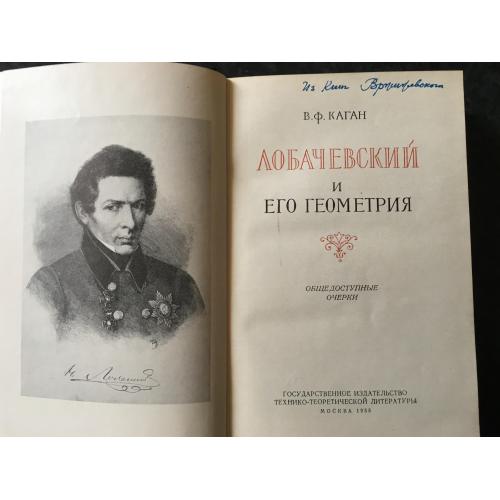 Из книг
В.Ф. КАГАН
ЛОБАЧЕВСКИЙ
И
ЕГО ГЕОМЕТРИЯ
ОБЩЕДОСТУПНЫЕ
ОЧЕРКИ
ГОСУДАРСТВЕННОЕ ИЗДАТЕЛЬСТВО
ТЕХНИКО-ТЕОРЕТИЧЕСКОЙ ЛИТЕРАТУРЫ
МОСКВА 1955